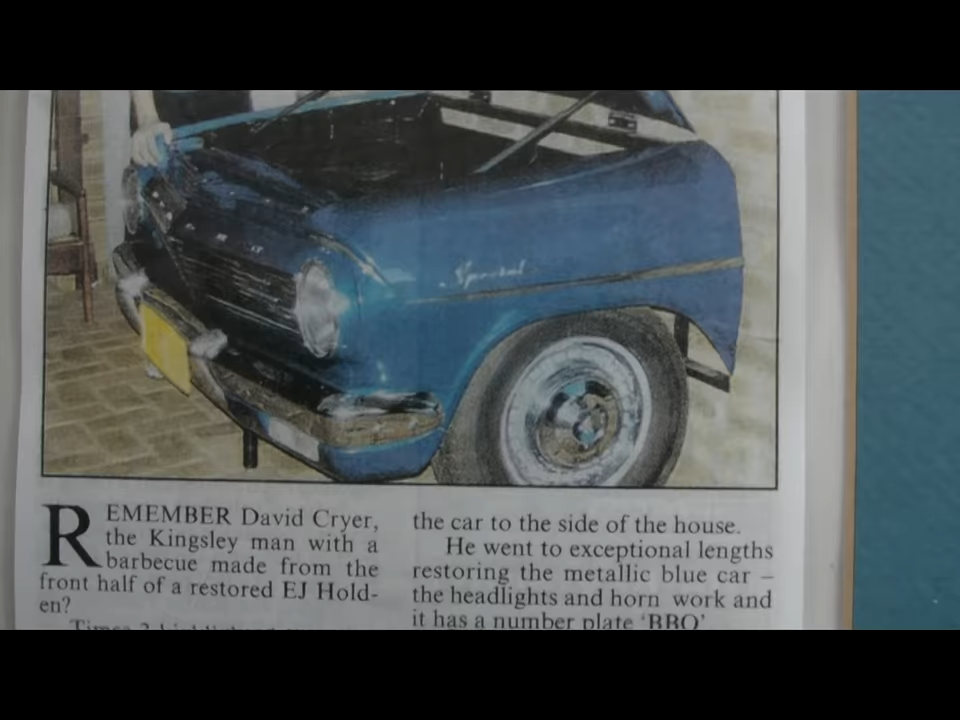 Special
REMEMBER David Cryer,
the Kingsley man with a
barbecue made from the
front half of a restored EJ Hold-
en?
the car to the side of the house.
He went to exceptional lengths
restoring the metallic blue car –
the headlights and horn work and
it has a number plate ‘BBQ’